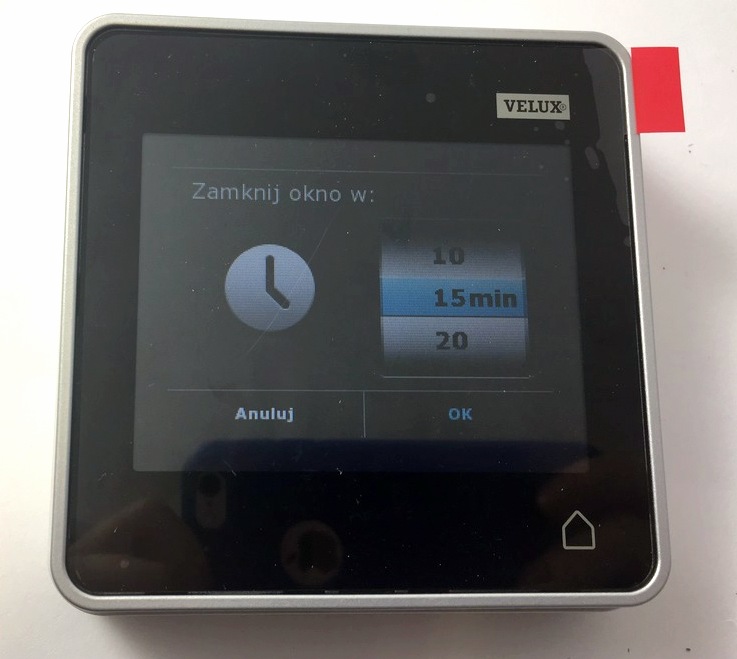 VELUX®
Zamknij okno w:
10
15min
20
Anuluj OK